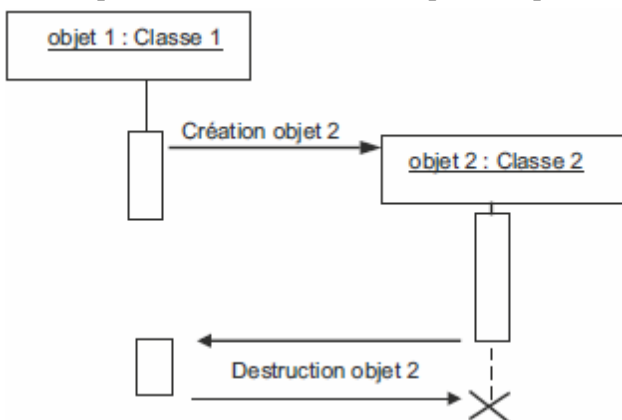 objet 1 : Classe 1
Création objet 2
objet 2 : Classe 2
Destruction objet 2